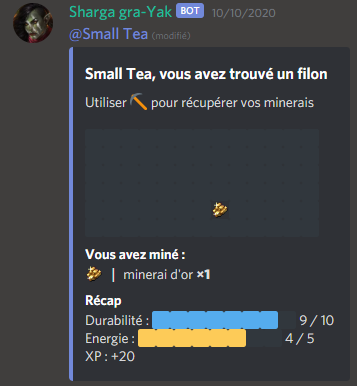 Sharga gra-Yak BOT 10/10/2020
@Small Tea (modifié)
Small Tea, vous avez trouvé un filon
Utiliser pour récupérer vos minerais
Vous avez miné :
| minerai d'or ×1
Récap
Durabilité : 9 / 10
Energie : 4 / 5
XP : +20